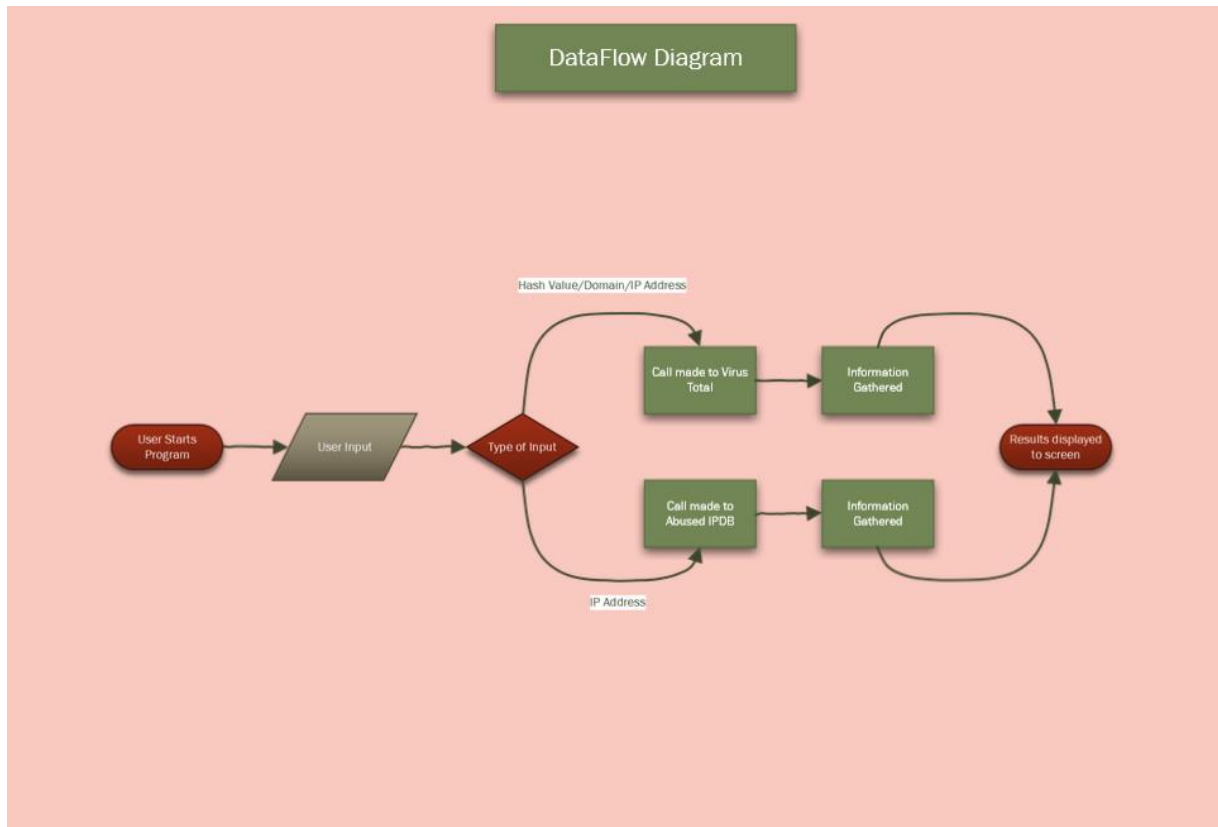 DataFlow Diagram
Hash Value/Domain/IP Address
Call made to Virus
Total
Information
Gathered
User Starts
Program
User Input
Type of Input
Results displayed
to screen
Call made to
Abused IPDB
Information
Gathered
IP Address